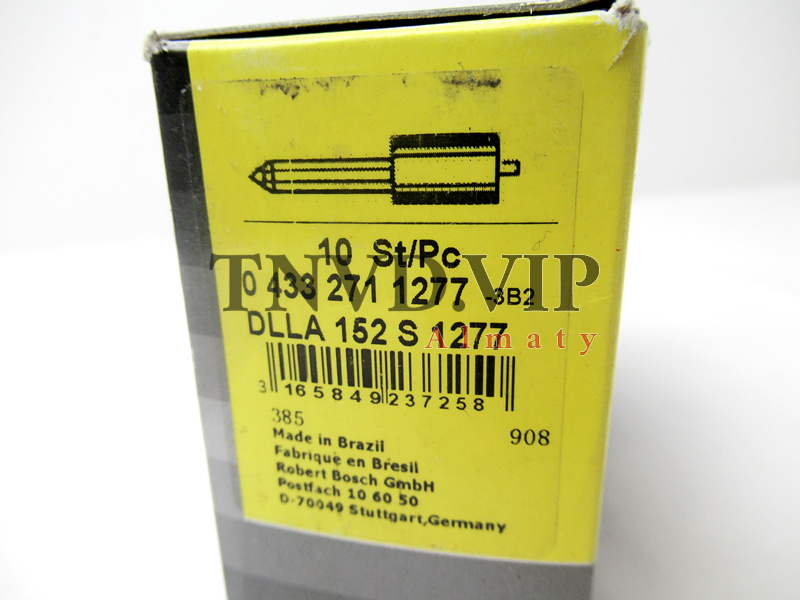 10 St/Pc
TNVD.VIP
0 433 271 1277 -3B2
DLLA 152 S 1277
Almaty
3 165849 237258
385
908
Made in Brazil
Fabrique en Bresil
Robert Bosch GmbH
Postfach 10 60 50
D-70049 Stuttgart,Germany